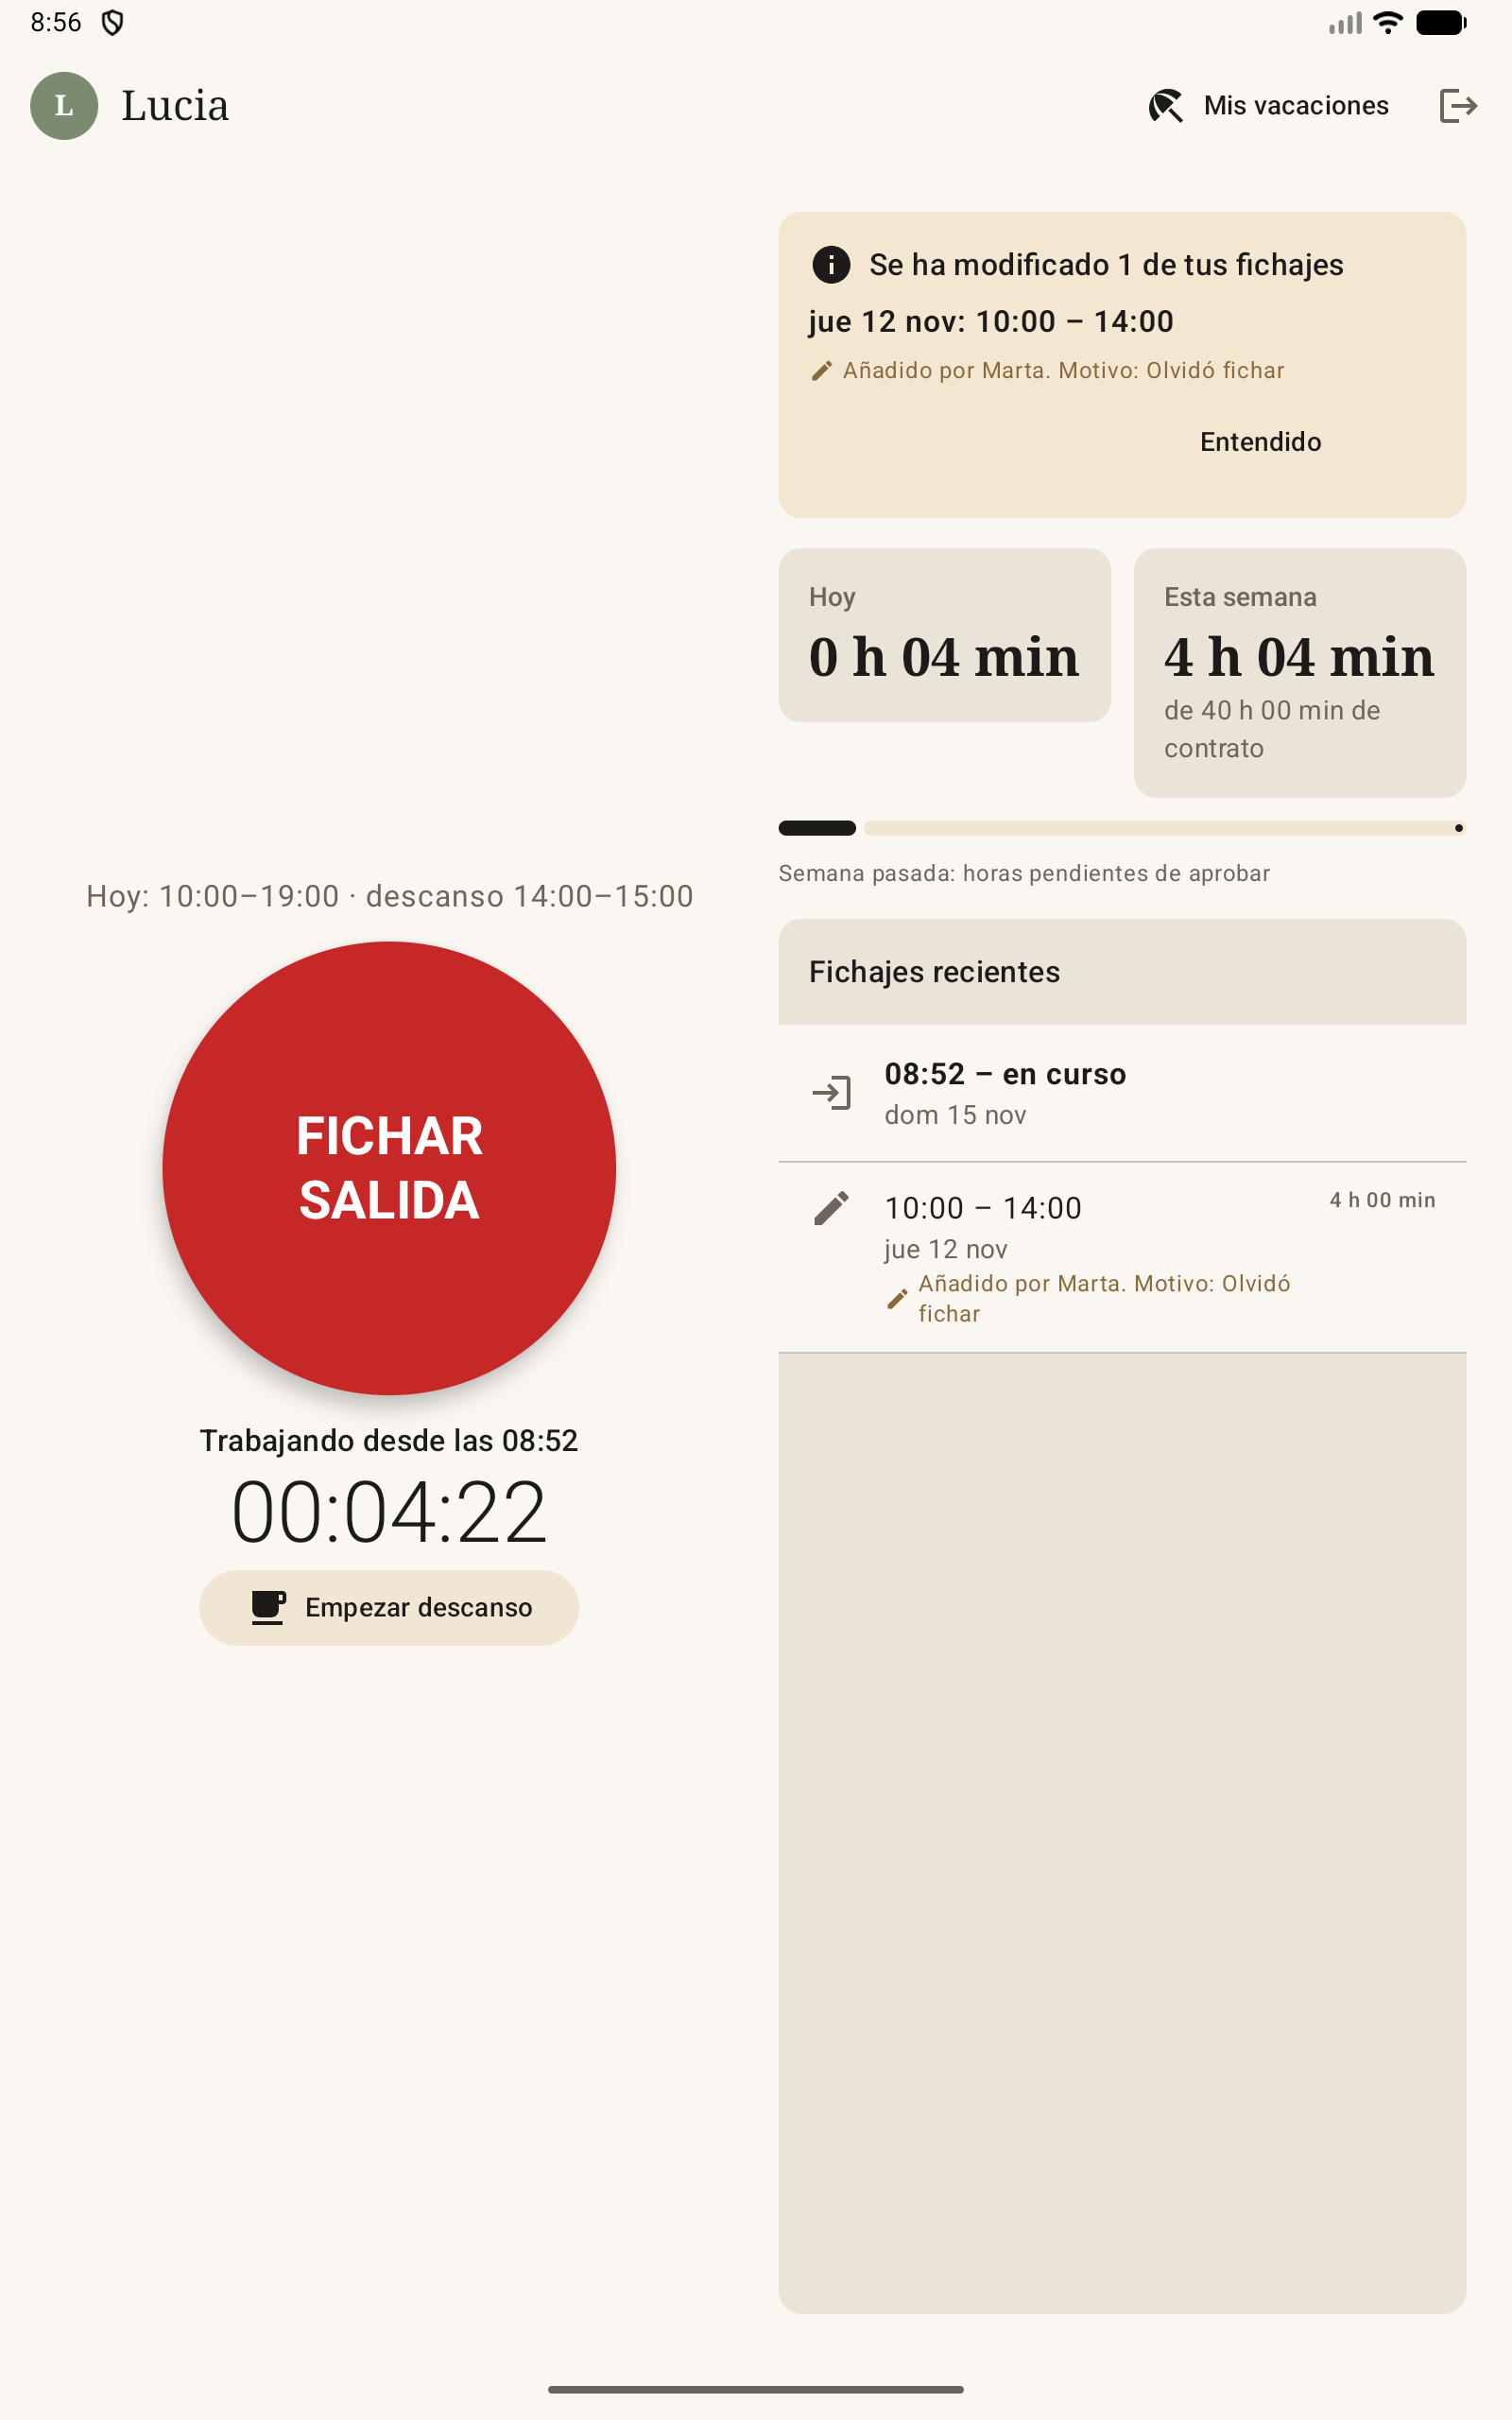 8:56
L
Lucia
Mis vacaciones
Se ha modificado 1 de tus fichajes
jue 12 nov: 10:00 – 14:00
Añadido por Marta. Motivo: Olvidó fichar
Entendido
Hoy
0 h 04 min
Esta semana
4 h 04 min
de 40 h 00 min de
contrato
Semana pasada: horas pendientes de aprobar
Hoy: 10:00–19:00 · descanso 14:00–15:00
FICHAR
SALIDA
Trabajando desde las 08:52
00:04:22
Empezar descanso
Fichajes recientes
08:52 – en curso
dom 15 nov
10:00 – 14:00
4 h 00 min
jue 12 nov
Añadido por Marta. Motivo: Olvidó
fichar